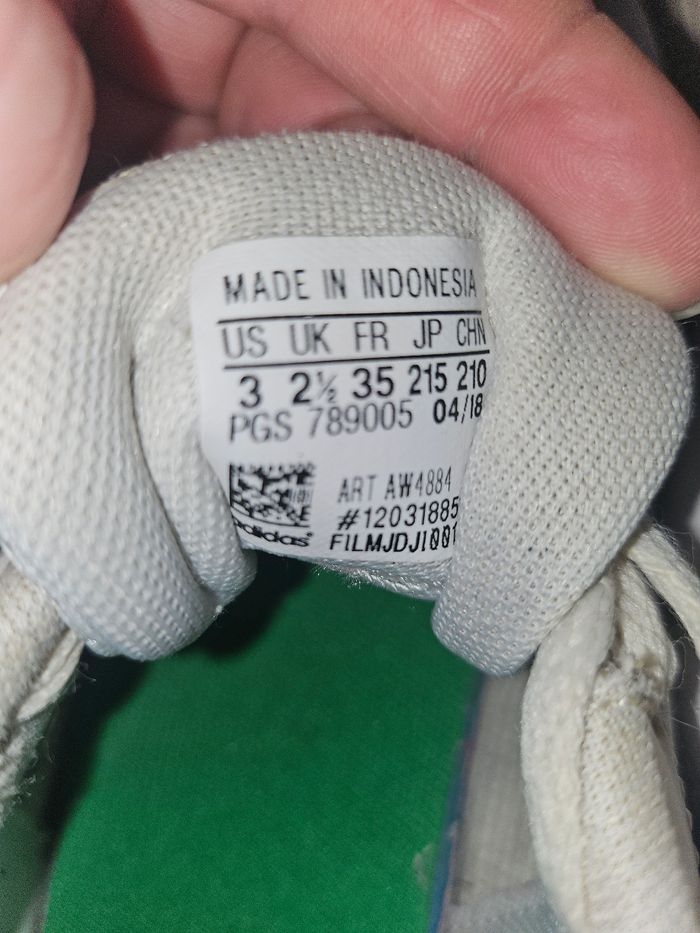 MADE IN INDONESIA
US UK FR JP CHN
3 2½ 35 215 210
PGS 789005 04/18
ART AW4884
#12031885
adidas®
FILMJDJI001